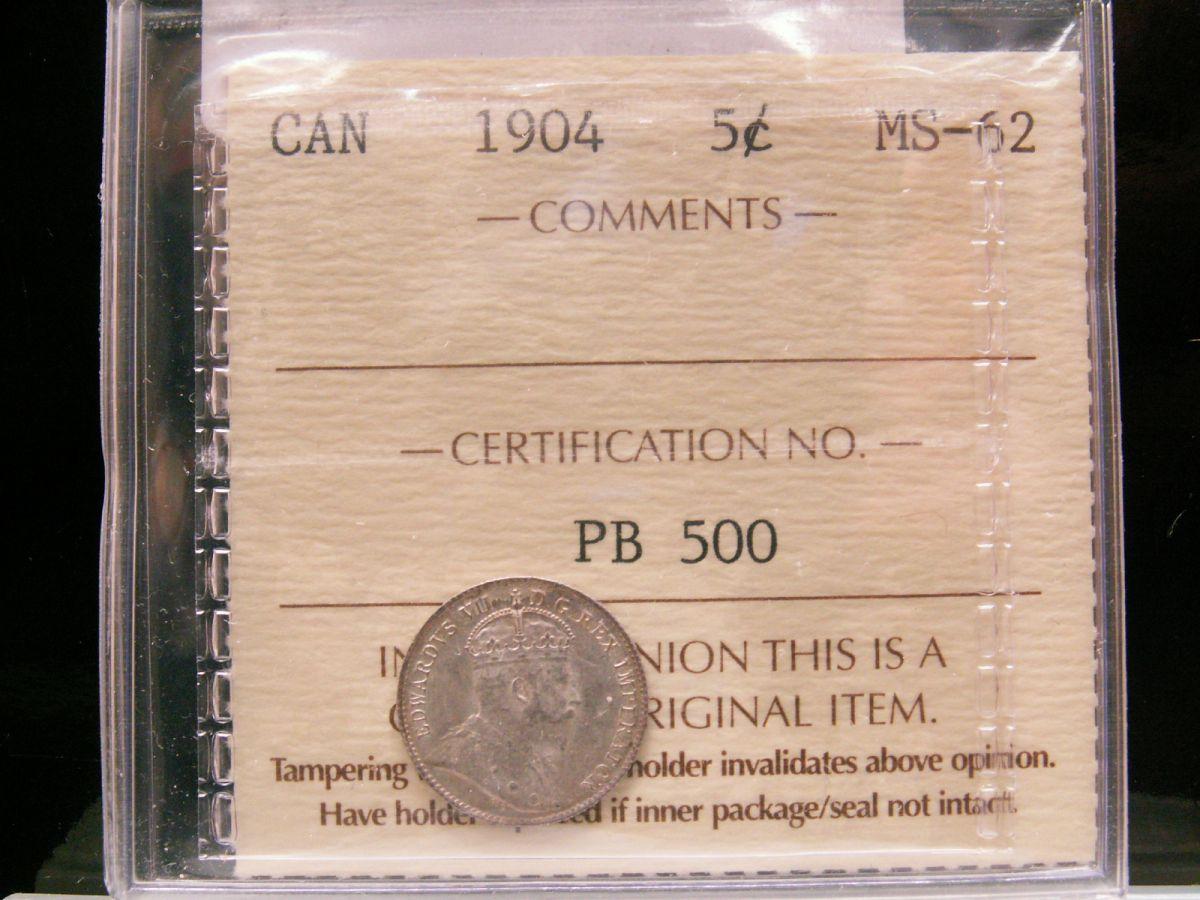 CAN 1904 5¢ MS-62
— COMMENTS —
— CERTIFICATION NO. —
PB 500
EDWARDVS VII D.G. REX IMPERATOR
NION THIS IS A
RIGINAL ITEM.
Tampering holder invalidates above opinion.
Have holder if inner package/seal not intact.